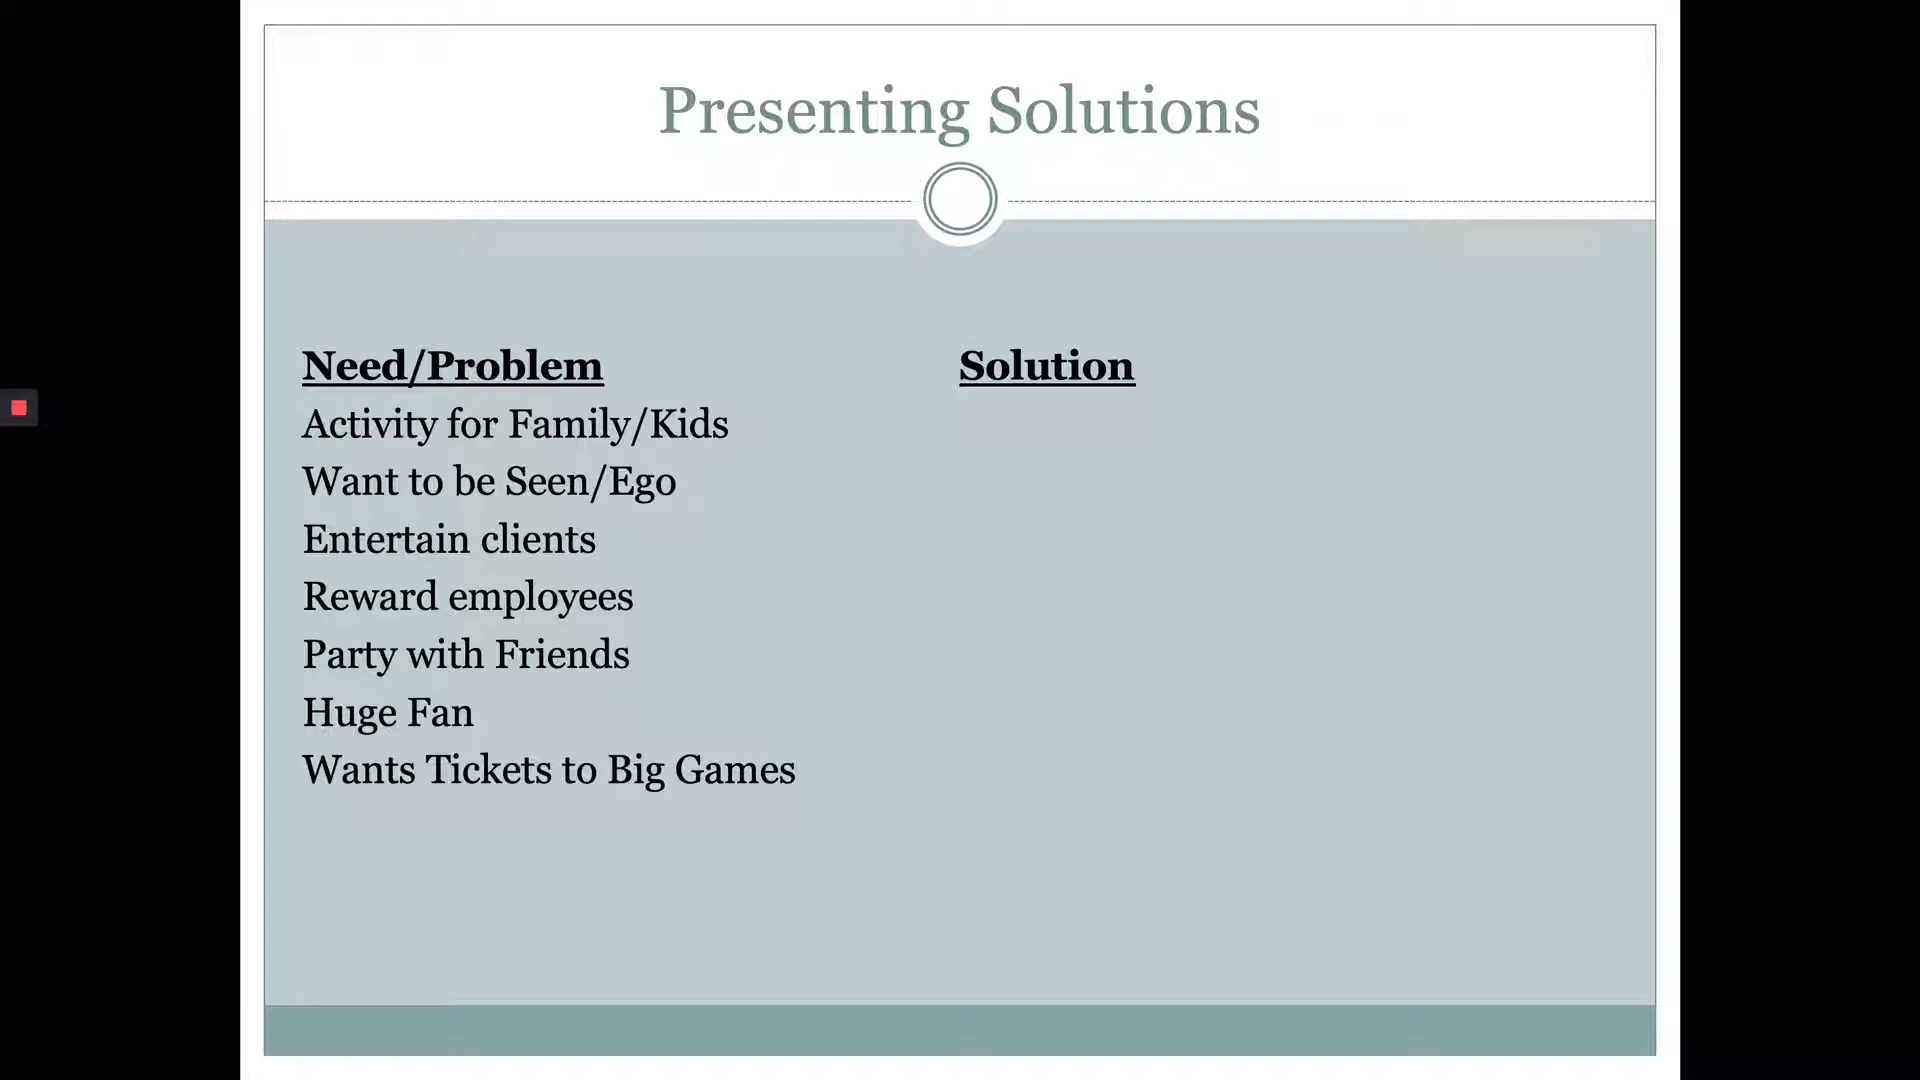 Presenting Solutions
Need/Problem
Activity for Family/Kids
Want to be Seen/Ego
Entertain clients
Reward employees
Party with Friends
Huge Fan
Wants Tickets to Big Games
Solution